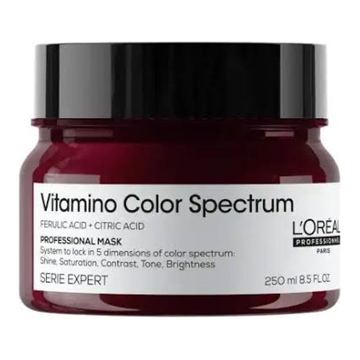 Vitamino Color Spectrum
FERULIC ACID + CITRIC ACID
PROFESSIONAL MASK
System to lock in 5 dimensions of color spectrum:
Shine, Saturation, Contrast, Tone, Brightness
SERIE EXPERT
L'ORÉAL
PROFESSIONNEL
PARIS
250 ml 8.5 FL.OZ